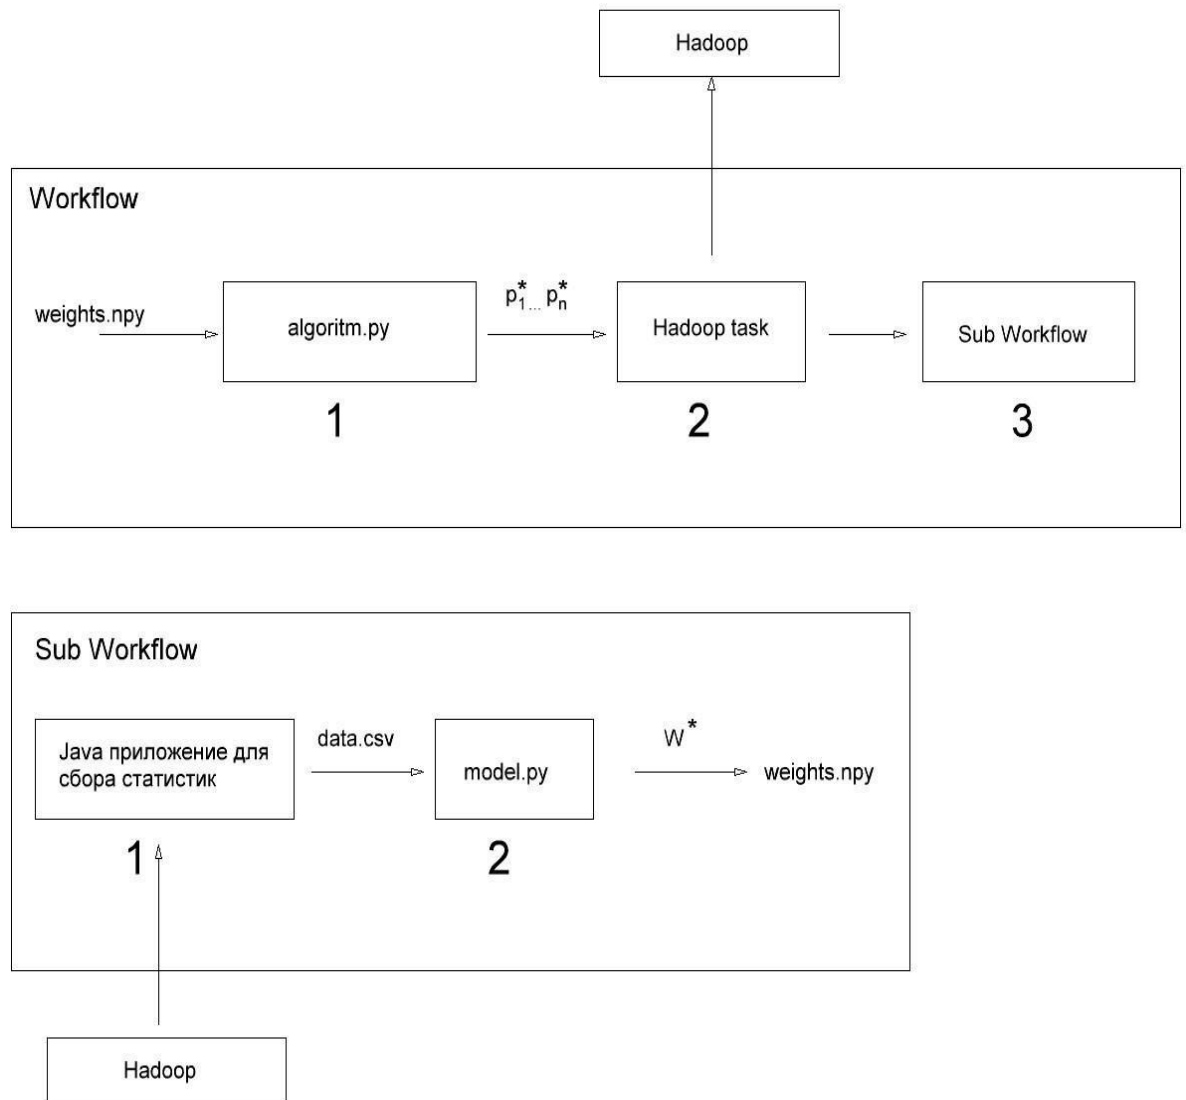 Hadoop
Workflow
weights.npy
algoritm.py
p*1... p*n
Hadoop task
Sub Workflow
1
2
3
Sub Workflow
Java приложение для
сбора статистик
data.csv
model.py
W*
weights.npy
1
2
Hadoop